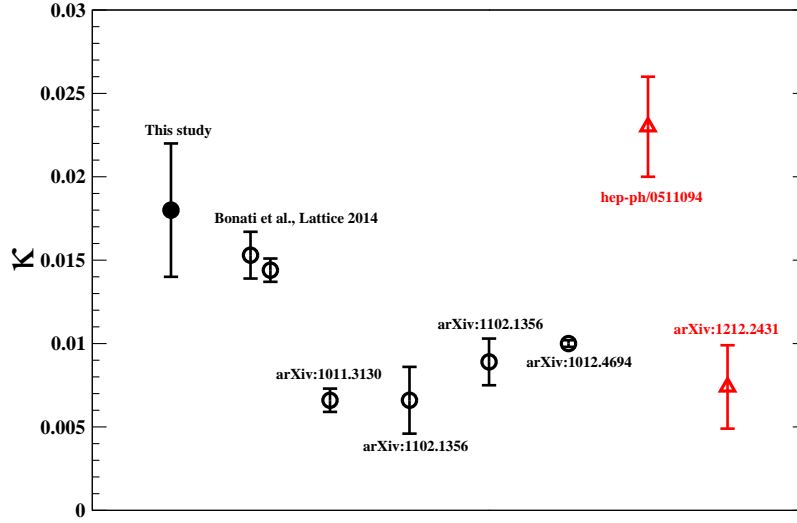 0.03
0.025
0.02
0.015
0.01
0.005
0
κ
This study
Bonati et al., Lattice 2014
arXiv:1011.3130
arXiv:1102.1356
arXiv:1102.1356
arXiv:1012.4694
hep-ph/0511094
arXiv:1212.2431